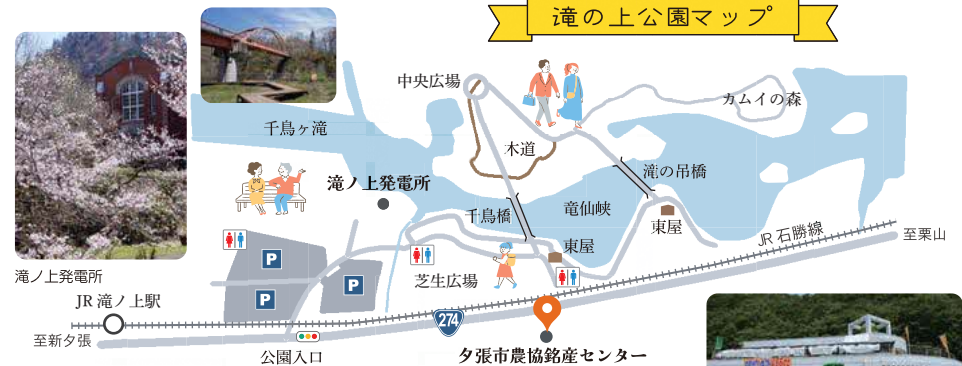 滝の上公園マップ
中央広場
カムイの森
千鳥ヶ滝
木道
滝の吊橋
滝ノ上発電所
千鳥橋
竜仙峡
東屋
東屋
JR 石勝線
至栗山
滝ノ上発電所
P
P
P
芝生広場
JR 滝ノ上駅
274
至新夕張
公園入口
夕張市農協銘産センター